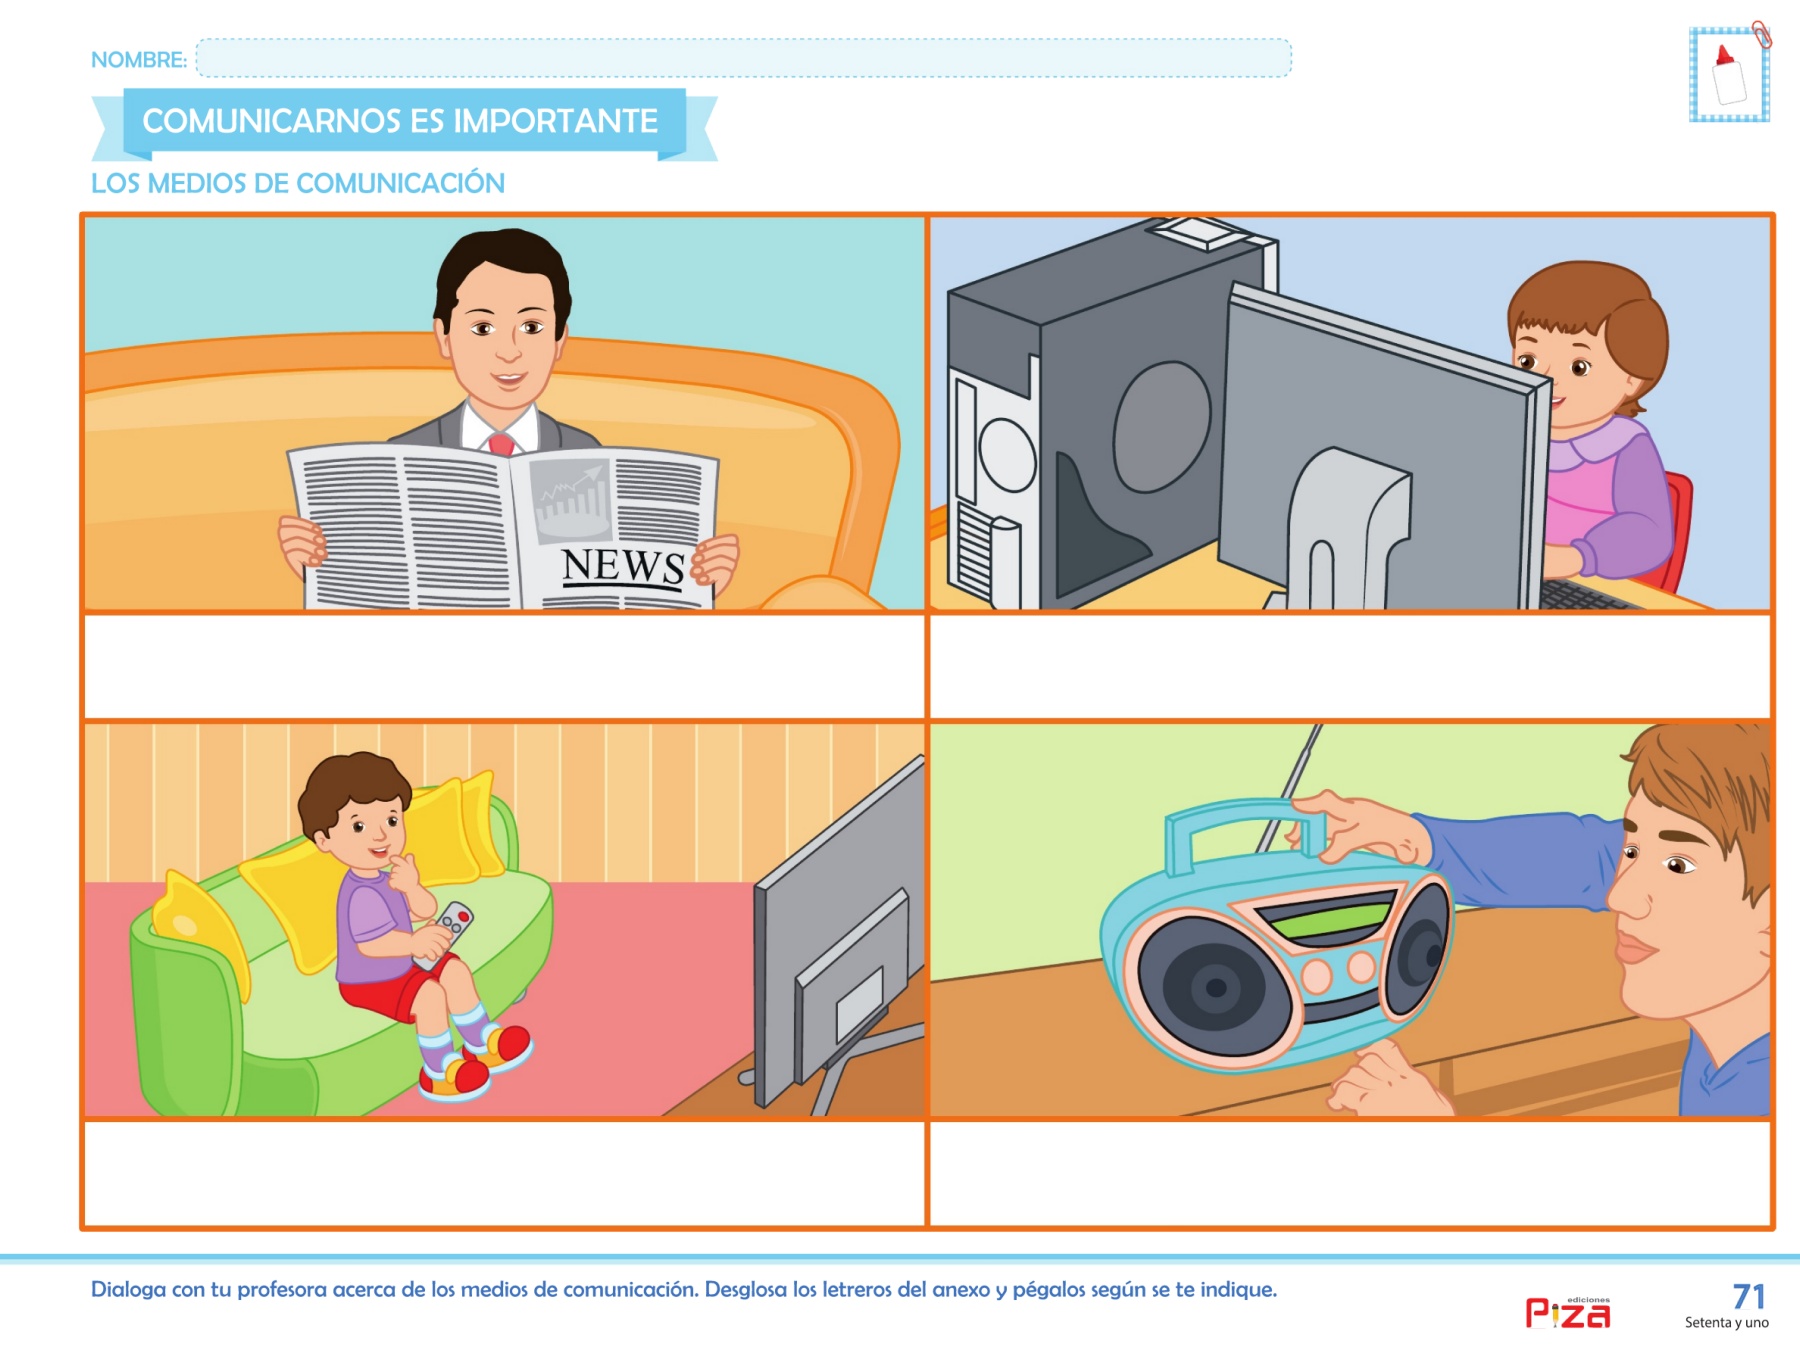 NOMBRE:
COMUNICARNOS ES IMPORTANTE
LOS MEDIOS DE COMUNICACIÓN
NEWS
Dialoga con tu profesora acerca de los medios de comunicación. Desglosa los letreros del anexo y pégalos según se te indique.
ediciones
Piza
71
Setenta y uno